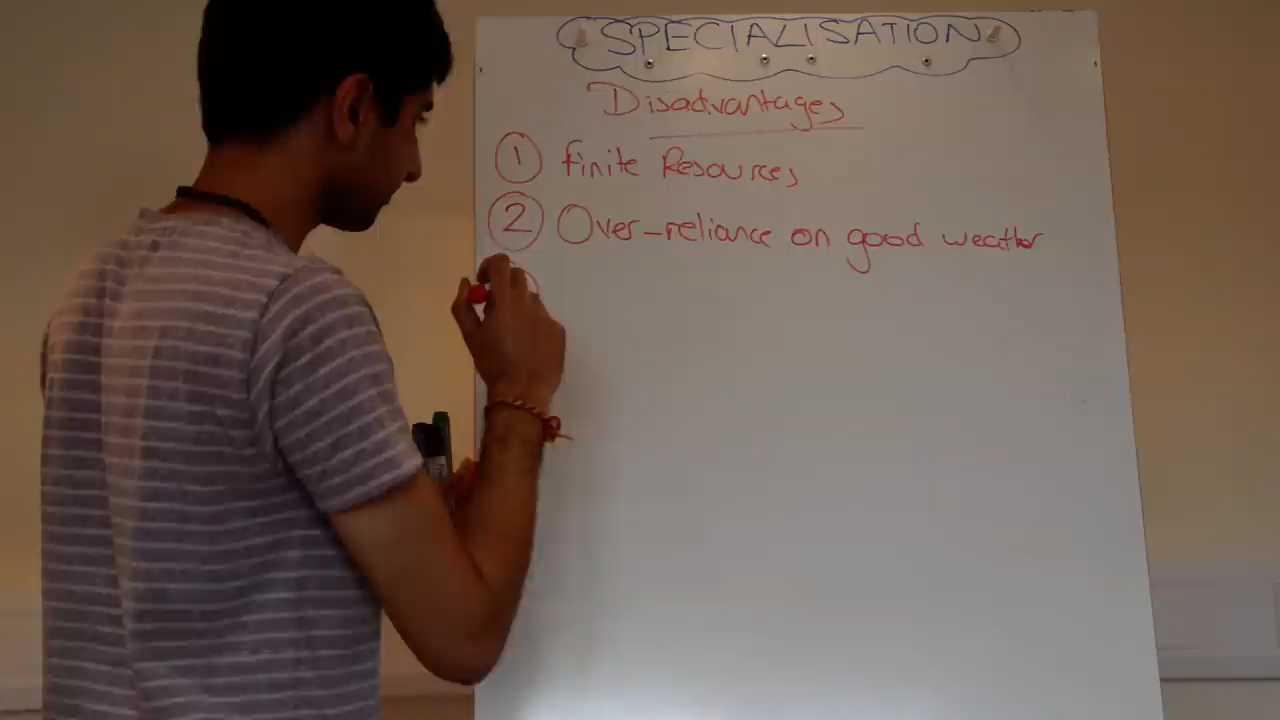 SPECIALISATION
Disadvantages
1 Finite Resources
2 Over-reliance on good weather